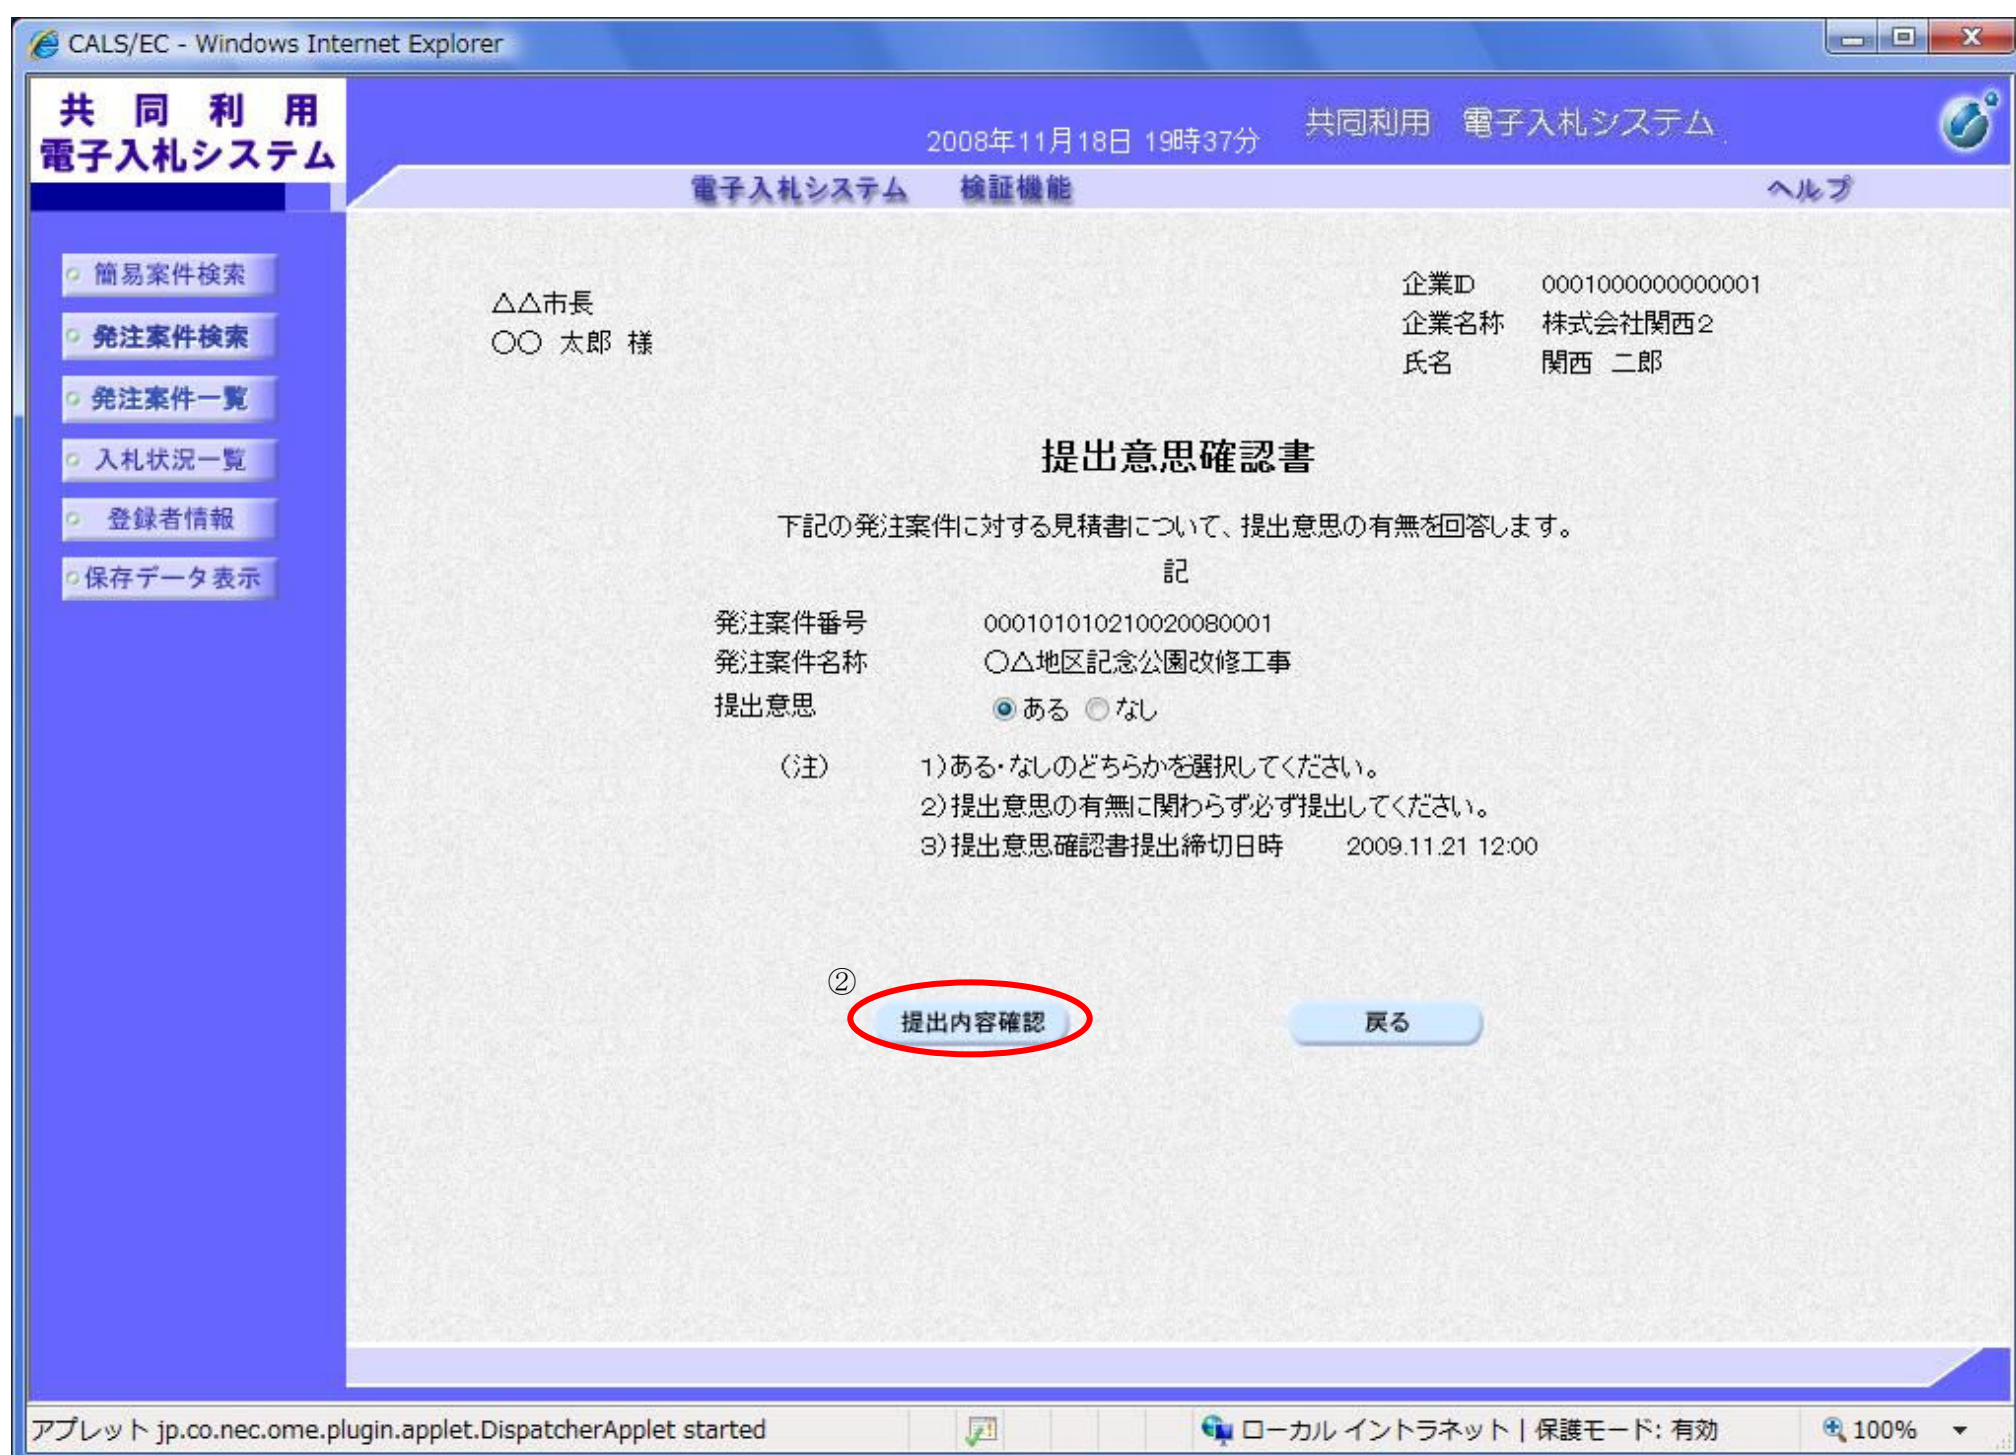 CALS/EC - Windows Internet Explorer
共同利用
電子入札システム
2008年11月18日 19時37分
共同利用 電子入札システム
電子入札システム 検証機能 ヘルプ
簡易案件検索
発注案件検索
発注案件一覧
入札状況一覧
登録者情報
保存データ表示
△△市長
○○ 太郎 様
企業ID 0001000000000001
企業名称 株式会社関西2
氏名 関西 二郎
提出意思確認書
下記の発注案件に対する見積書について、提出意思の有無を回答します。
記
発注案件番号 000101010210020080001
発注案件名称 ○△地区記念公園改修工事
提出意思 ある なし
(注) 1)ある・なしのどちらかを選択してください。
2)提出意思の有無に関わらず必ず提出してください。
3)提出意思確認書提出締切日時 2009.11.21 12:00
②
提出内容確認 戻る
アプレット jp.co.nec.ome.plugin.applet.DispatcherApplet started ローカル イントラネット | 保護モード: 有効 100%